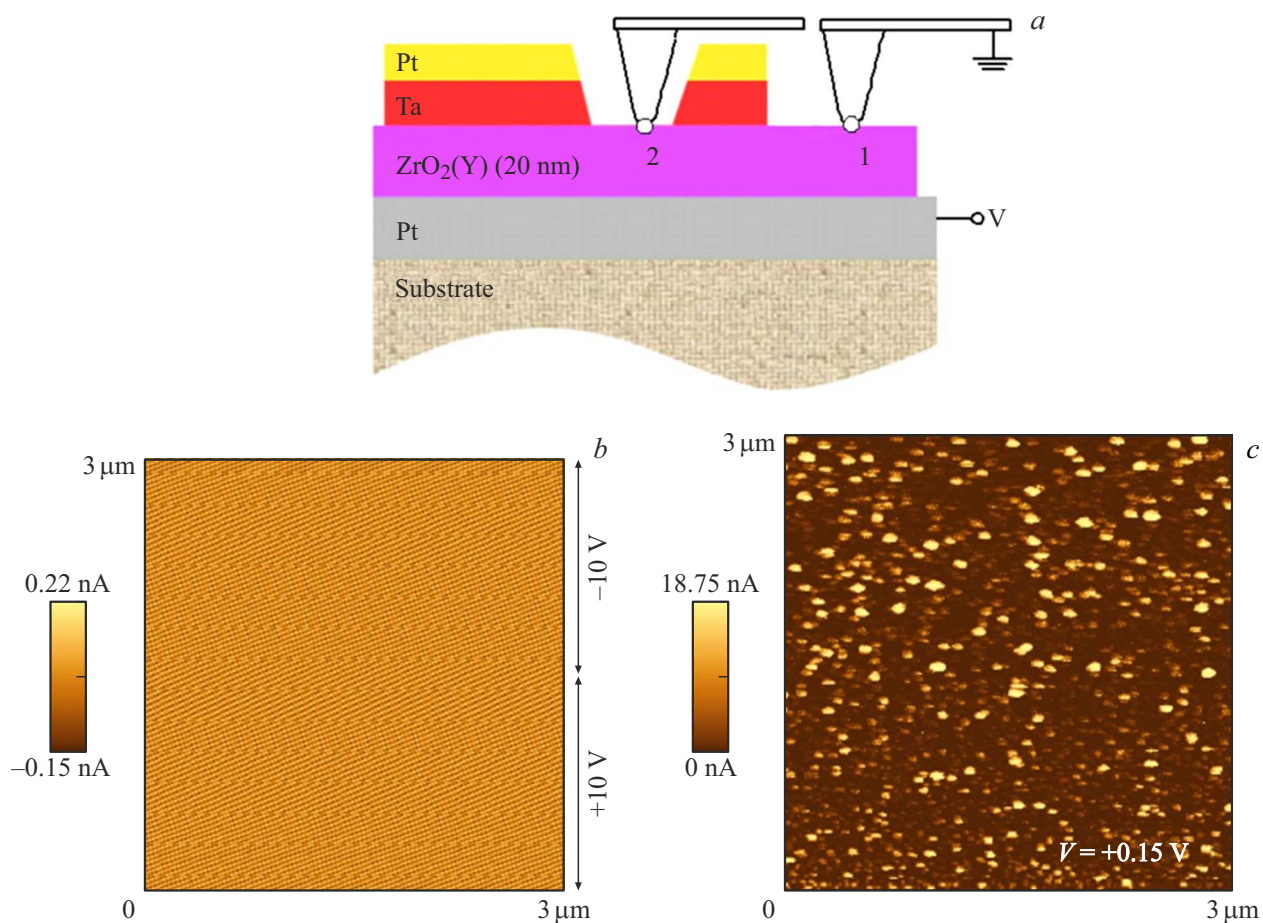 a
Pt
Ta
2
1
ZrO₂(Y) (20 nm)
Pt
V
Substrate
b
3 μm
–10 V
+10 V
0.22 nA
–0.15 nA
0
3 μm
c
3 μm
18.75 nA
0 nA
V = +0.15 V
0
3 μm